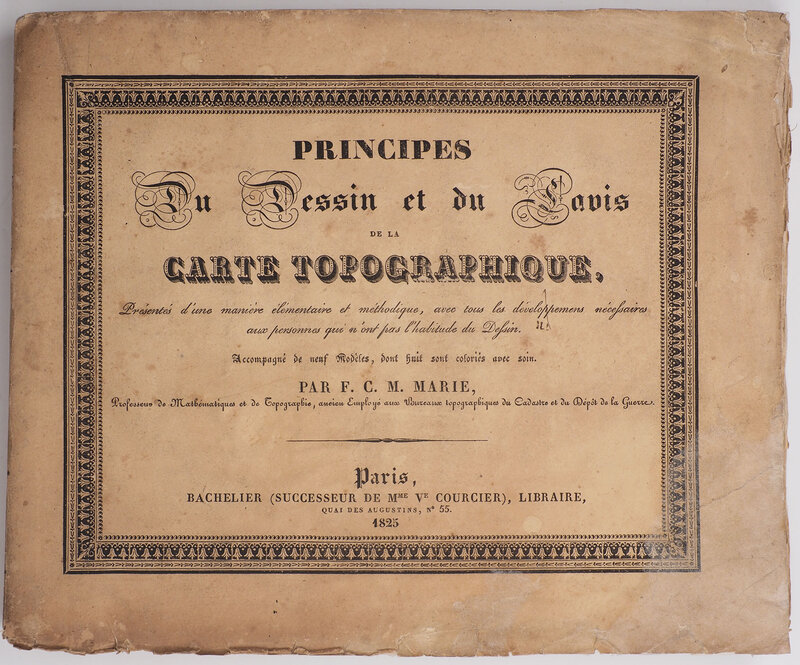 PRINCIPES
Du Dessin et du Lavis
DE LA
CARTE TOPOGRAPHIQUE,
Présentés d'une manière élémentaire et méthodique, avec tous les développemens nécessaires
aux personnes qui n'ont pas l'habitude du Dessin.
Accompagné de neuf Modèles, dont huit sont coloriés avec soin.
PAR F. C. M. MARIE,
Professeur de Mathématiques et de Topographie, ancien Employé aux Bureaux topographiques du Cadastre et du Dépôt de la Guerre.
Paris,
BACHELIER (SUCCESSEUR DE MME VE COURCIER), LIBRAIRE,
QUAI DES AUGUSTINS, No 55.
1825